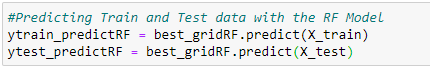 #Predicting Train and Test data with the RF Model
ytrain_predictRF = best_gridRF.predict(X_train)
ytest_predictRF = best_gridRF.predict(X_test)